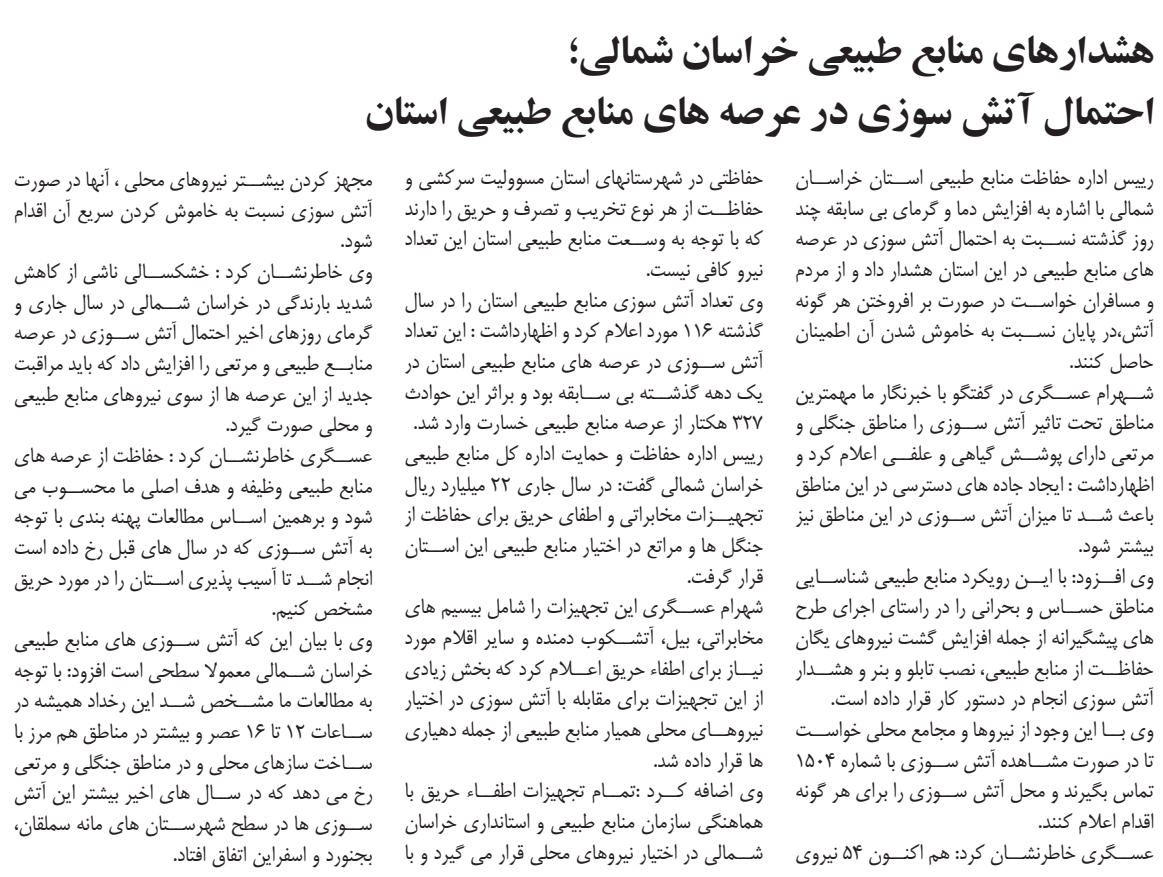 هشدارهای منابع طبیعی خراسان شمالی؛
احتمال آتش سوزی در عرصه های منابع طبیعی استان
رییس اداره حفاظت منابع طبیعی استان خراسان
شمالی با اشاره به افزایش دما و گرمای بی سابقه چند
روز گذشته نسبت به احتمال آتش سوزی در عرصه
های منابع طبیعی در این استان هشدار داد و از مردم
و مسافران خواست در صورت بر افروختن هر گونه
آتش،در پایان نسبت به خاموش شدن آن اطمینان
حاصل کنند.
شهرام عسگری در گفتگو با خبرنگار ما مهمترین
مناطق تحت تاثیر آتش سوزی را مناطق جنگلی و
مرتعی دارای پوشش گیاهی و علفی اعلام کرد و
اظهارداشت : ایجاد جاده های دسترسی در این مناطق
باعث شد تا میزان آتش سوزی در این مناطق نیز
بیشتر شود.
وی افزود: با این رویکرد منابع طبیعی شناسایی
مناطق حساس و بحرانی را در راستای اجرای طرح
های پیشگیرانه از جمله افزایش گشت نیروهای یگان
حفاظت از منابع طبیعی، نصب تابلو و بنر و هشدار
آتش سوزی انجام در دستور کار قرار داده است.
وی با این وجود از نیروها و مجامع محلی خواست
تا در صورت مشاهده آتش سوزی با شماره ۱۵۰۴
تماس بگیرند و محل آتش سوزی را برای هر گونه
اقدام اعلام کنند.
عسگری خاطرنشان کرد: هم اکنون ۵۴ نیروی
حفاظتی در شهرستانهای استان مسوولیت سرکشی و
حفاظت از هر نوع تخریب و تصرف و حریق را دارند
که با توجه به وسعت منابع طبیعی استان این تعداد
نیرو کافی نیست.
وی تعداد آتش سوزی منابع طبیعی استان را در سال
گذشته ۱۱۶ مورد اعلام کرد و اظهارداشت : این تعداد
آتش سوزی در عرصه های منابع طبیعی استان در
یک دهه گذشته بی سابقه بود و براثر این حوادث
۳۲۷ هکتار از عرصه منابع طبیعی خسارت وارد شد.
رییس اداره حفاظت و حمایت اداره کل منابع طبیعی
خراسان شمالی گفت: در سال جاری ۲۲ میلیارد ریال
تجهیزات مخابراتی و اطفای حریق برای حفاظت از
جنگل ها و مراتع در اختیار منابع طبیعی این استان
قرار گرفت.
شهرام عسگری این تجهیزات را شامل بیسیم های
مخابراتی، بیل، آتشکوب دمنده و سایر اقلام مورد
نیاز برای اطفاء حریق اعلام کرد که بخش زیادی
از این تجهیزات برای مقابله با آتش سوزی در اختیار
نیروهای محلی همیار منابع طبیعی از جمله دهیاری
ها قرار داده شد.
وی اضافه کرد :تمام تجهیزات اطفاء حریق با
هماهنگی سازمان منابع طبیعی و استانداری خراسان
شمالی در اختیار نیروهای محلی قرار می گیرد و با
مجهز کردن بیشتر نیروهای محلی ، آنها در صورت
آتش سوزی نسبت به خاموش کردن سریع آن اقدام
شود.
وی خاطرنشان کرد : خشکسالی ناشی از کاهش
شدید بارندگی در خراسان شمالی در سال جاری و
گرمای روزهای اخیر احتمال آتش سوزی در عرصه
منابع طبیعی و مرتعی را افزایش داد که باید مراقبت
جدید از این عرصه ها از سوی نیروهای منابع طبیعی
و محلی صورت گیرد.
عسگری خاطرنشان کرد : حفاظت از عرصه های
منابع طبیعی وظیفه و هدف اصلی ما محسوب می
شود و برهمین اساس مطالعات پهنه بندی با توجه
به آتش سوزی که در سال های قبل رخ داده است
انجام شد تا آسیب پذیری استان را در مورد حریق
مشخص کنیم.
وی با بیان این که آتش سوزی های منابع طبیعی
خراسان شمالی معمولا سطحی است افزود: با توجه
به مطالعات ما مشخص شد این رخداد همیشه در
ساعات ۱۲ تا ۱۶ عصر و بیشتر در مناطق هم مرز با
ساخت سازهای محلی و در مناطق جنگلی و مرتعی
رخ می دهد که در سال های اخیر بیشتر این آتش
سوزی ها در سطح شهرستان های مانه سملقان،
بجنورد و اسفراین اتفاق افتاد.